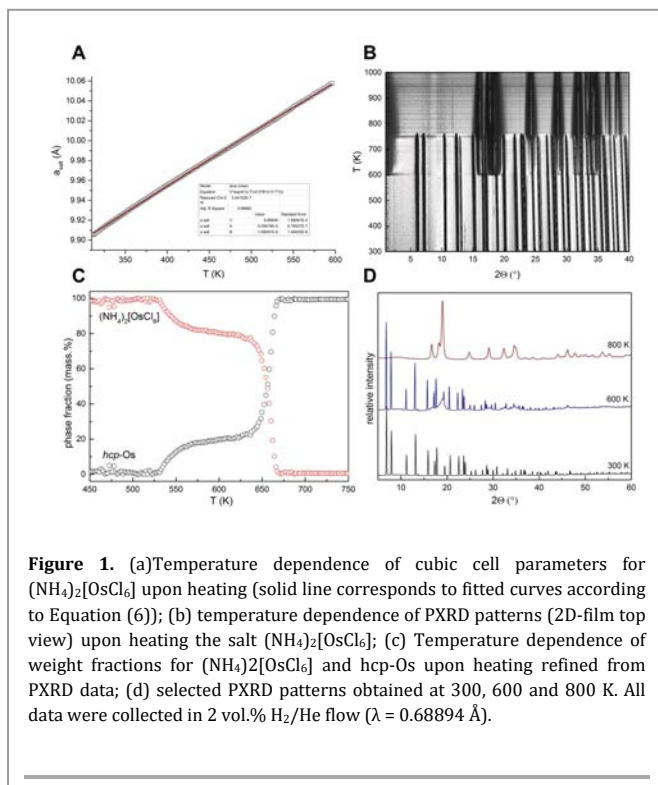 A
10.06
10.04
10.02
10.00
9.98
9.96
9.94
9.92
9.90
a salt (Å)
350 400 450 500 550 600
T (K)
Model
Equation
Value
Standard Error
B
1000
900
800
700
600
500
400
300
T (K)
5 10 15 20 25 30 35 40
2Θ (°)
C
100
80
60
40
20
0
phase fraction (mass.%)
(NH4)2[OsCl6]
hcp-Os
450 500 550 600 650 700 750
T (K)
D
relative intensity
800 K
600 K
300 K
10 20 30 40 50 60
2Θ (°)
Figure 1. (a)Temperature dependence of cubic cell parameters for
(NH4)2[OsCl6] upon heating (solid line corresponds to fitted curves according
to Equation (6)); (b) temperature dependence of PXRD patterns (2D-film top
view) upon heating the salt (NH4)2[OsCl6]; (c) Temperature dependence of
weight fractions for (NH4)2[OsCl6] and hcp-Os upon heating refined from
PXRD data; (d) selected PXRD patterns obtained at 300, 600 and 800 K. All
data were collected in 2 vol.% H2/He flow (λ = 0.68894 Å).